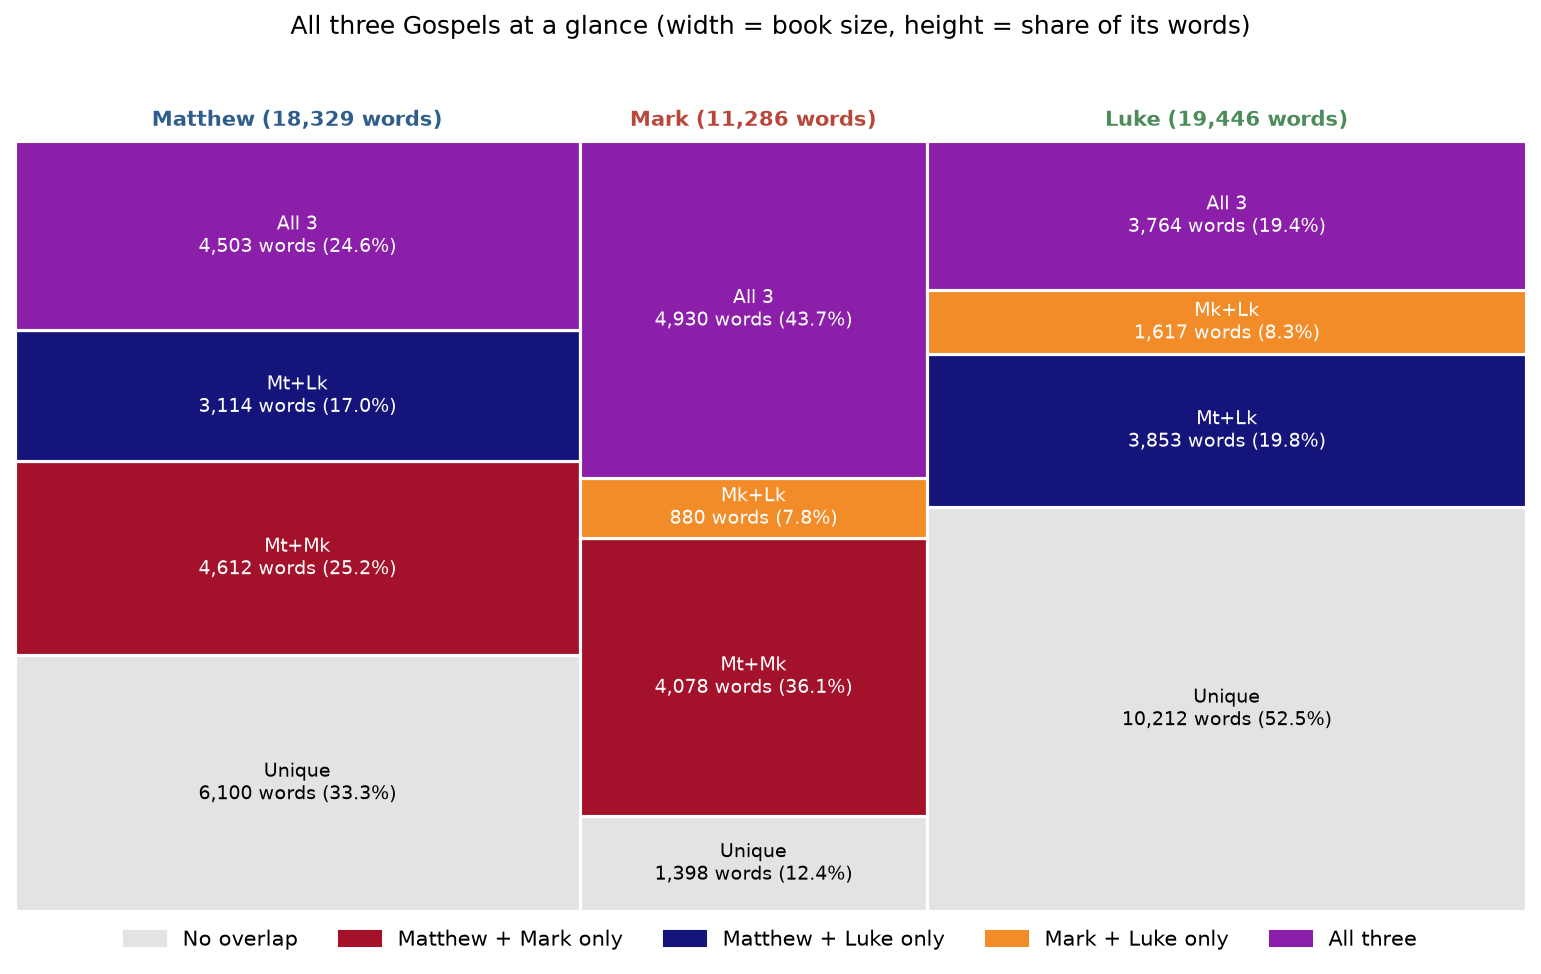 All three Gospels at a glance (width = book size, height = share of its words)
Matthew (18,329 words)
All 3
4,503 words (24.6%)
Mt+Lk
3,114 words (17.0%)
Mt+Mk
4,612 words (25.2%)
Unique
6,100 words (33.3%)
Mark (11,286 words)
All 3
4,930 words (43.7%)
Mk+Lk
880 words (7.8%)
Mt+Mk
4,078 words (36.1%)
Unique
1,398 words (12.4%)
Luke (19,446 words)
All 3
3,764 words (19.4%)
Mk+Lk
1,617 words (8.3%)
Mt+Lk
3,853 words (19.8%)
Unique
10,212 words (52.5%)
No overlap
Matthew + Mark only
Matthew + Luke only
Mark + Luke only
All three